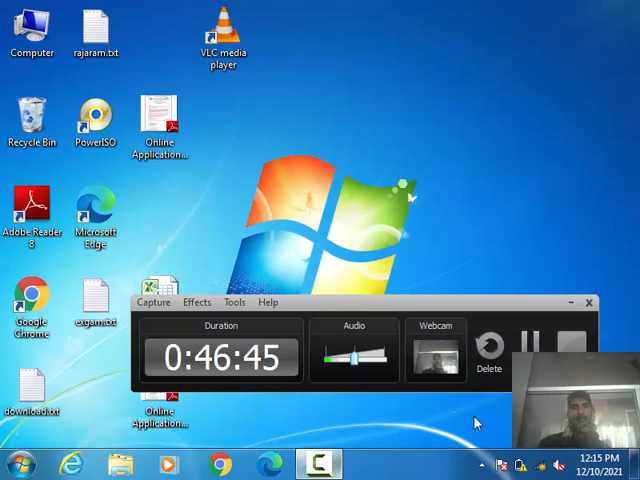 Computer
rajaram.txt
VLC media
player
Recycle Bin
PowerISO
Online
Application...
Adobe Reader
8
Microsoft
Edge
Google
Chrome
exgam.txt
download.txt
Application...
Capture Effects Tools Help
Duration
0:46:45
Audio
Webcam
Delete
12:15 PM
12/10/2021